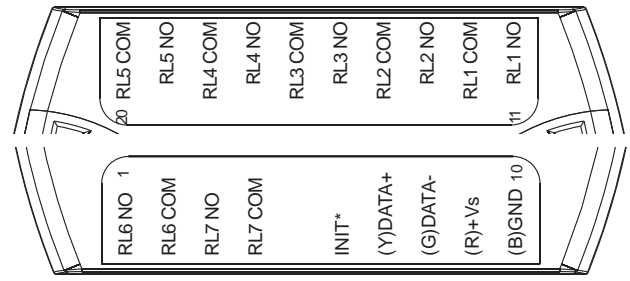 RL5 COM
RL5 NO
RL4 COM
RL4 NO
RL3 COM
RL3 NO
RL2 COM
RL2 NO
RL1 COM
RL1 NO
20
11
1
10
RL6 NO
RL6 COM
RL7 NO
RL7 COM
INIT*
(Y)DATA+
(G)DATA-
(R)+Vs
(B)GND